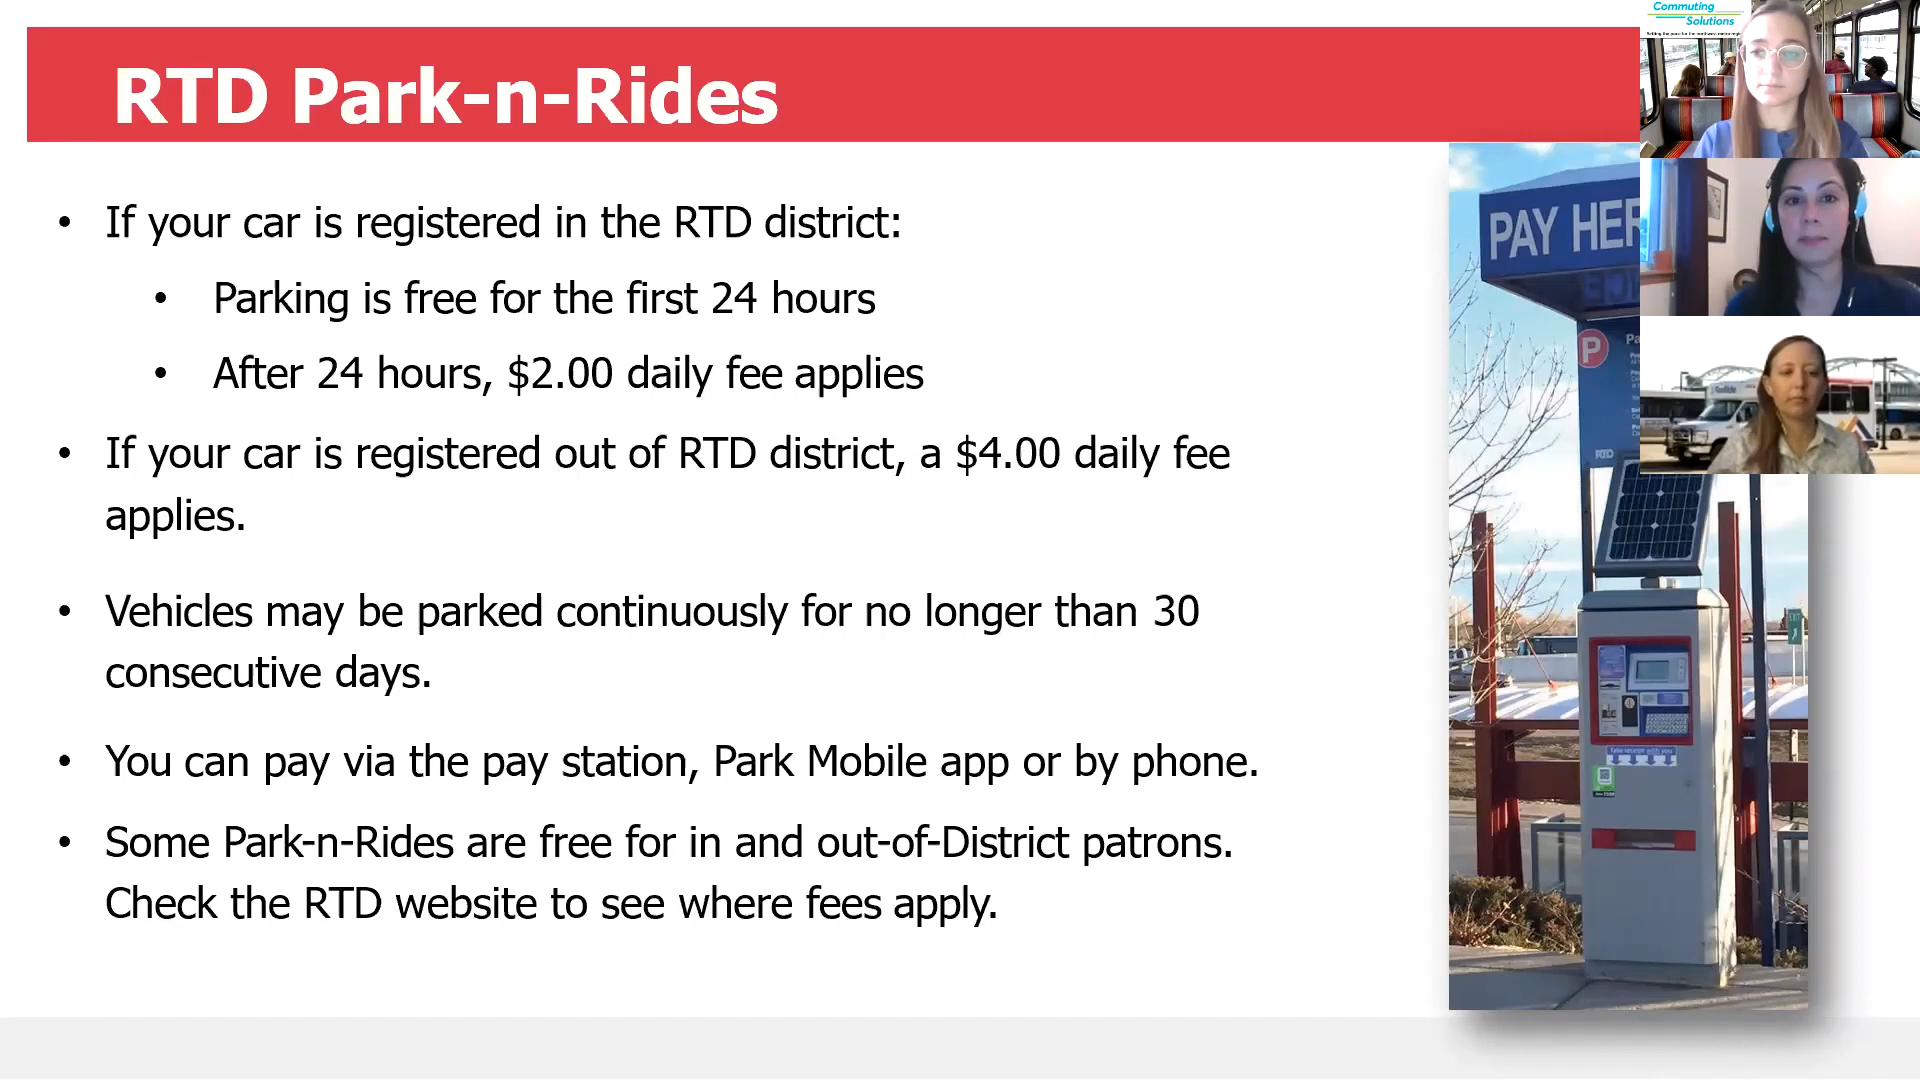 RTD Park-n-Rides
• If your car is registered in the RTD district:
• Parking is free for the first 24 hours
• After 24 hours, $2.00 daily fee applies
• If your car is registered out of RTD district, a $4.00 daily fee
applies.
• Vehicles may be parked continuously for no longer than 30
consecutive days.
• You can pay via the pay station, Park Mobile app or by phone.
• Some Park-n-Rides are free for in and out-of-District patrons.
Check the RTD website to see where fees apply.
Commuting
Solutions
PAY HER
P
RTD
Take receipt with you